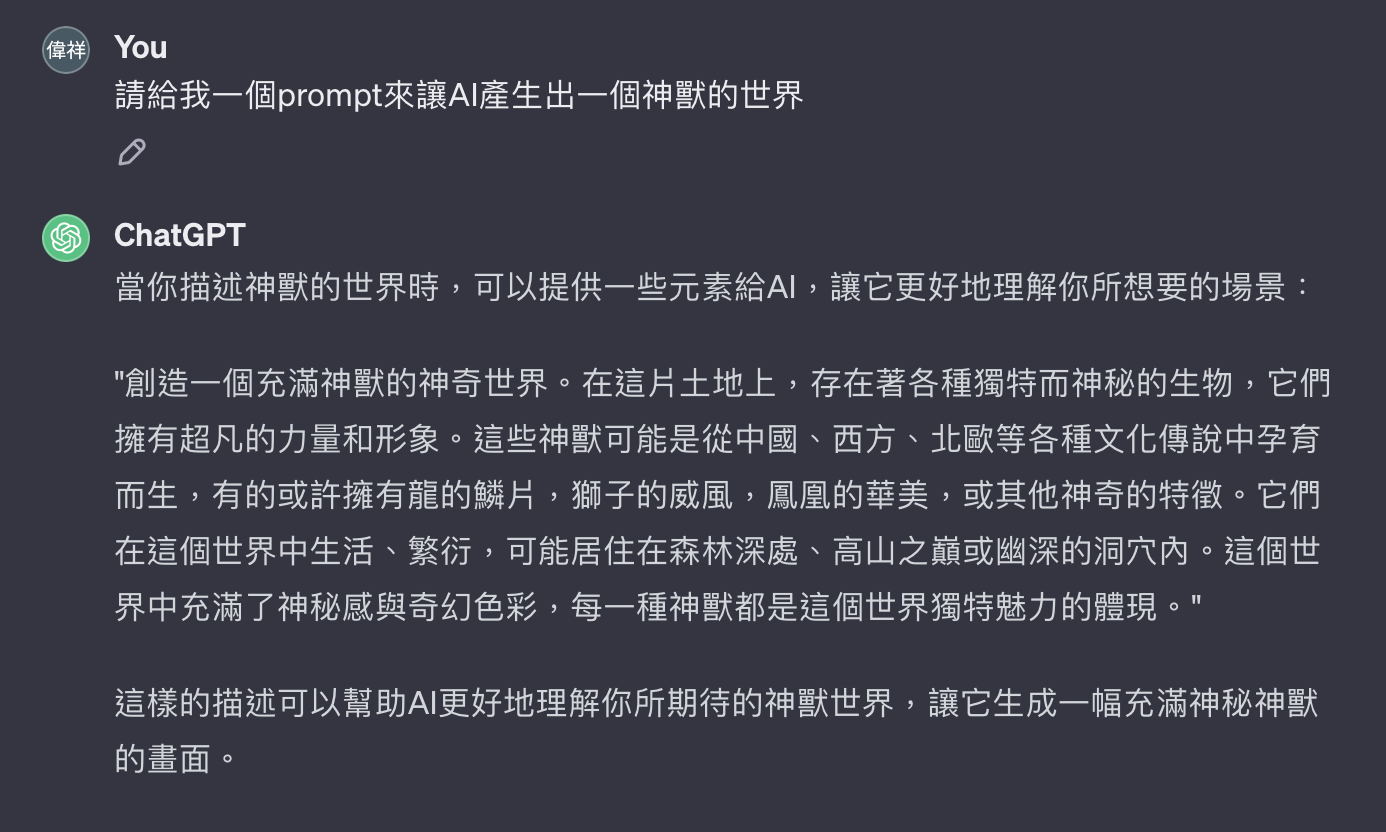 偉祥
You
請給我一個prompt來讓AI產生出一個神獸的世界
ChatGPT
當你描述神獸的世界時，可以提供一些元素給AI，讓它更好地理解你所想要的場景：
"創造一個充滿神獸的神奇世界。在這片土地上，存在著各種獨特而神秘的生物，它們
擁有超凡的力量和形象。這些神獸可能是從中國、西方、北歐等各種文化傳說中孕育
而生，有的或許擁有龍的鱗片，獅子的威風，鳳凰的華美，或其他神奇的特徵。它們
在這個世界中生活、繁衍，可能居住在森林深處、高山之巔或幽深的洞穴內。這個世
界中充滿了神秘感與奇幻色彩，每一種神獸都是這個世界獨特魅力的體現。"
這樣的描述可以幫助AI更好地理解你所期待的神獸世界，讓它生成一幅充滿神秘神獸
的畫面。